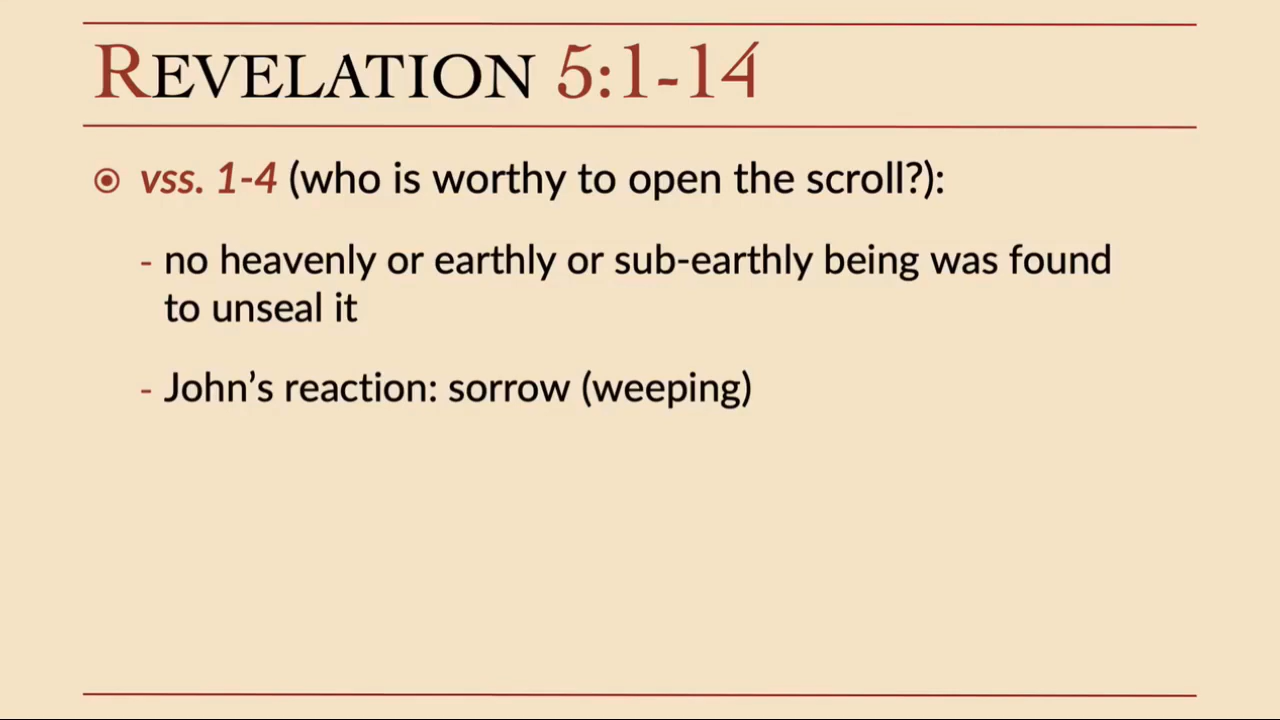 REVELATION 5:1-14
vss. 1-4 (who is worthy to open the scroll?):
- no heavenly or earthly or sub-earthly being was found
to unseal it
- John’s reaction: sorrow (weeping)